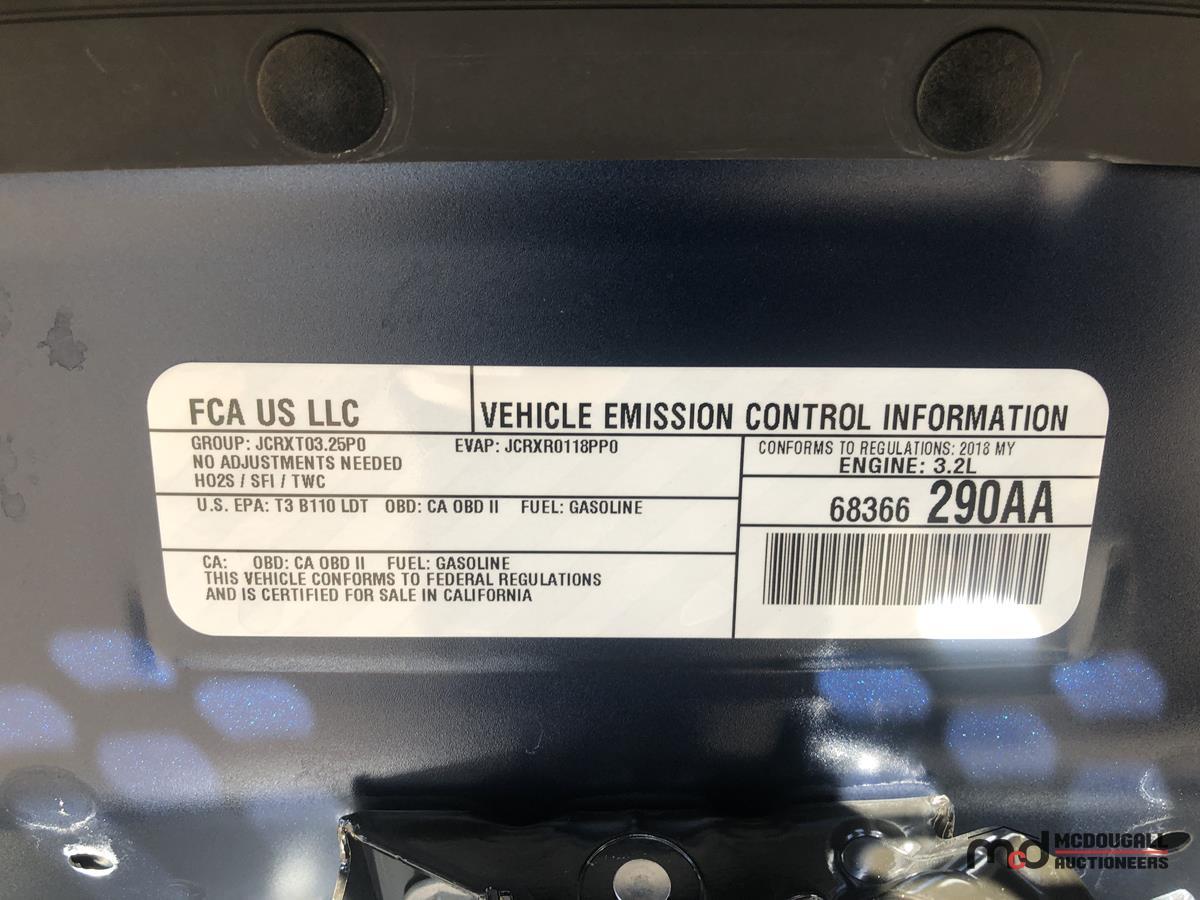 FCA US LLC
VEHICLE EMISSION CONTROL INFORMATION
GROUP: JCRXT03.25P0 EVAP: JCRXR0118PP0
NO ADJUSTMENTS NEEDED
HO2S / SFI / TWC
U.S. EPA: T3 B110 LDT OBD: CA OBD II FUEL: GASOLINE
CA: OBD: CA OBD II FUEL: GASOLINE
THIS VEHICLE CONFORMS TO FEDERAL REGULATIONS
AND IS CERTIFIED FOR SALE IN CALIFORNIA
CONFORMS TO REGULATIONS: 2018 MY
ENGINE: 3.2L
68366 290AA
mcd MCDOUGALL
AUCTIONEERS